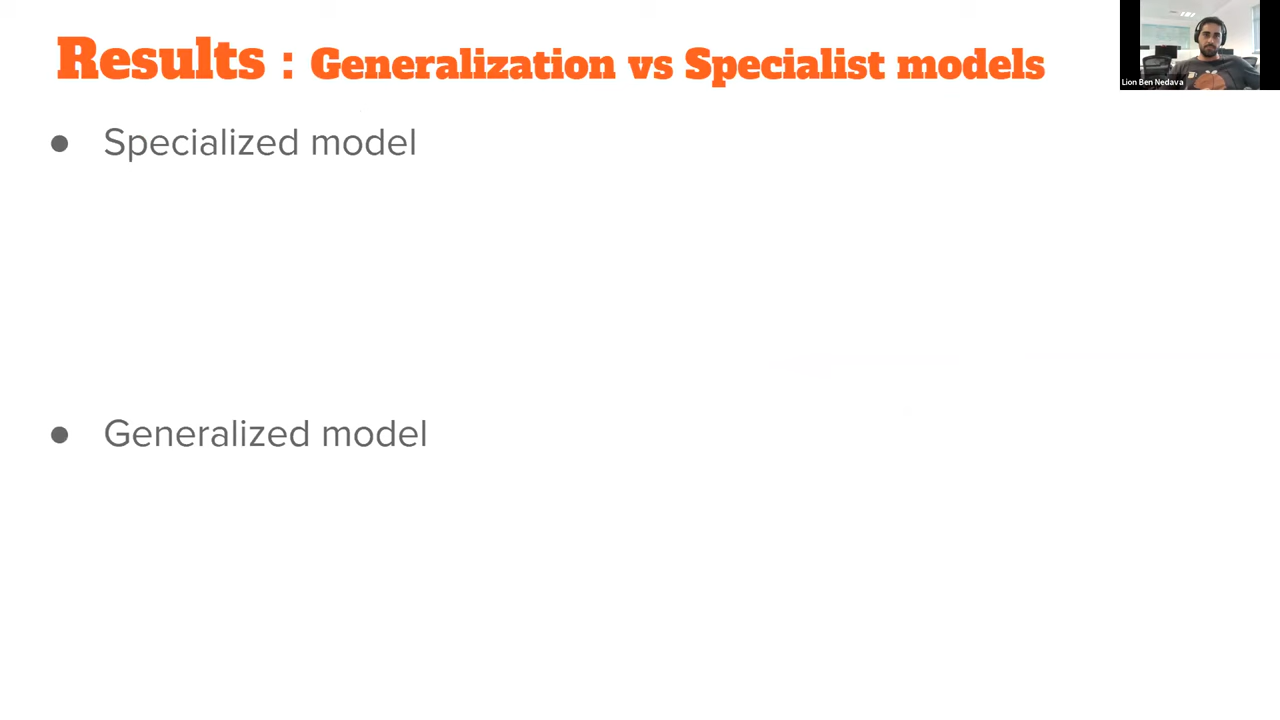 Results : Generalization vs Specialist models
Lion Ben Nedava
● Specialized model
● Generalized model